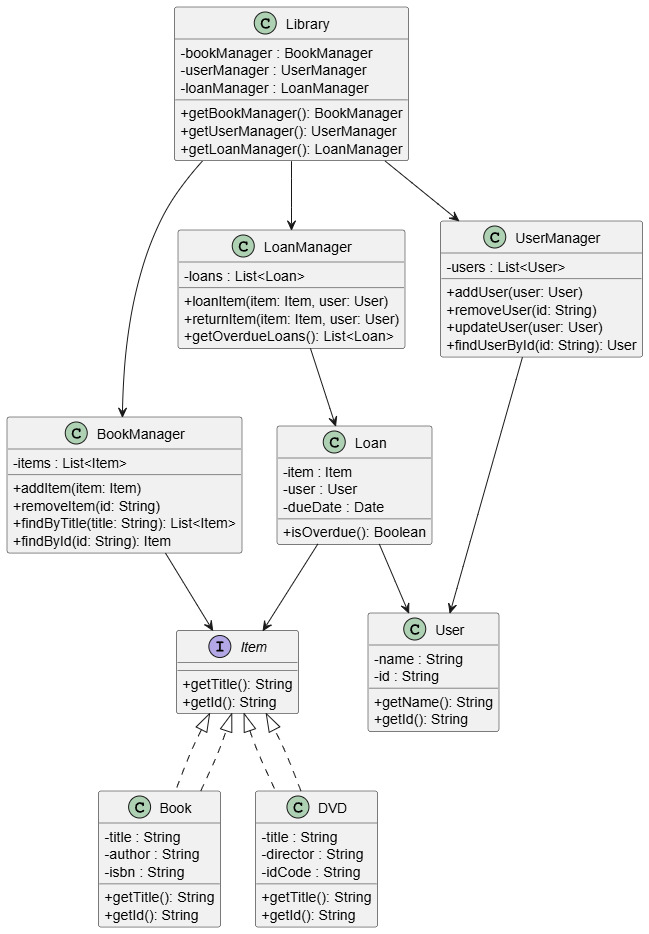 C Library
-bookManager : BookManager
-userManager : UserManager
-loanManager : LoanManager
+getBookManager(): BookManager
+getUserManager(): UserManager
+getLoanManager(): LoanManager
C LoanManager
-loans : List<Loan>
+loanItem(item: Item, user: User)
+returnItem(item: Item, user: User)
+getOverdueLoans(): List<Loan>
C UserManager
-users : List<User>
+addUser(user: User)
+removeUser(id: String)
+updateUser(user: User)
+findUserById(id: String): User
C BookManager
-items : List<Item>
+addItem(item: Item)
+removeItem(id: String)
+findByTitle(title: String): List<Item>
+findById(id: String): Item
C Loan
-item : Item
-user : User
-dueDate : Date
+isOverdue(): Boolean
I Item
+getTitle(): String
+getId(): String
C User
-name : String
-id : String
+getName(): String
+getId(): String
C Book
-title : String
-author : String
-isbn : String
+getTitle(): String
+getId(): String
C DVD
-title : String
-director : String
-idCode : String
+getTitle(): String
+getId(): String